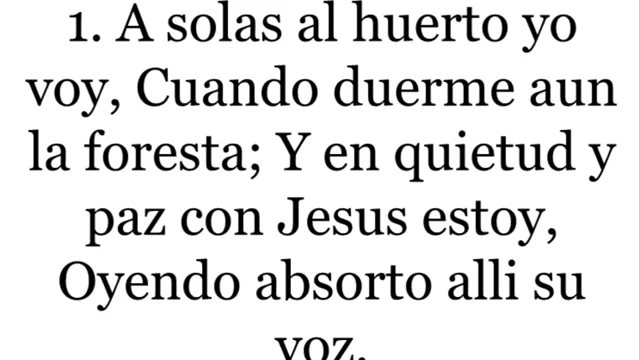 1. A solas al huerto yo
voy, Cuando duerme aun
la foresta; Y en quietud y
paz con Jesus estoy,
Oyendo absorto alli su
voz.